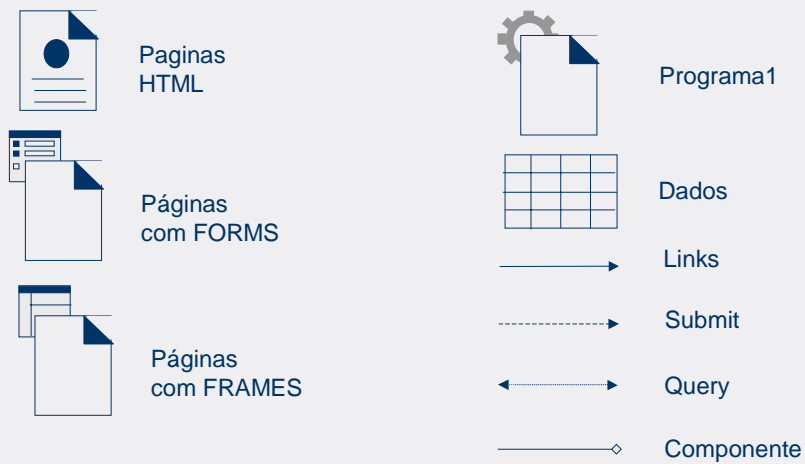 Paginas
HTML
Páginas
com FORMS
Páginas
com FRAMES
Programa1
Dados
Links
Submit
Query
Componente